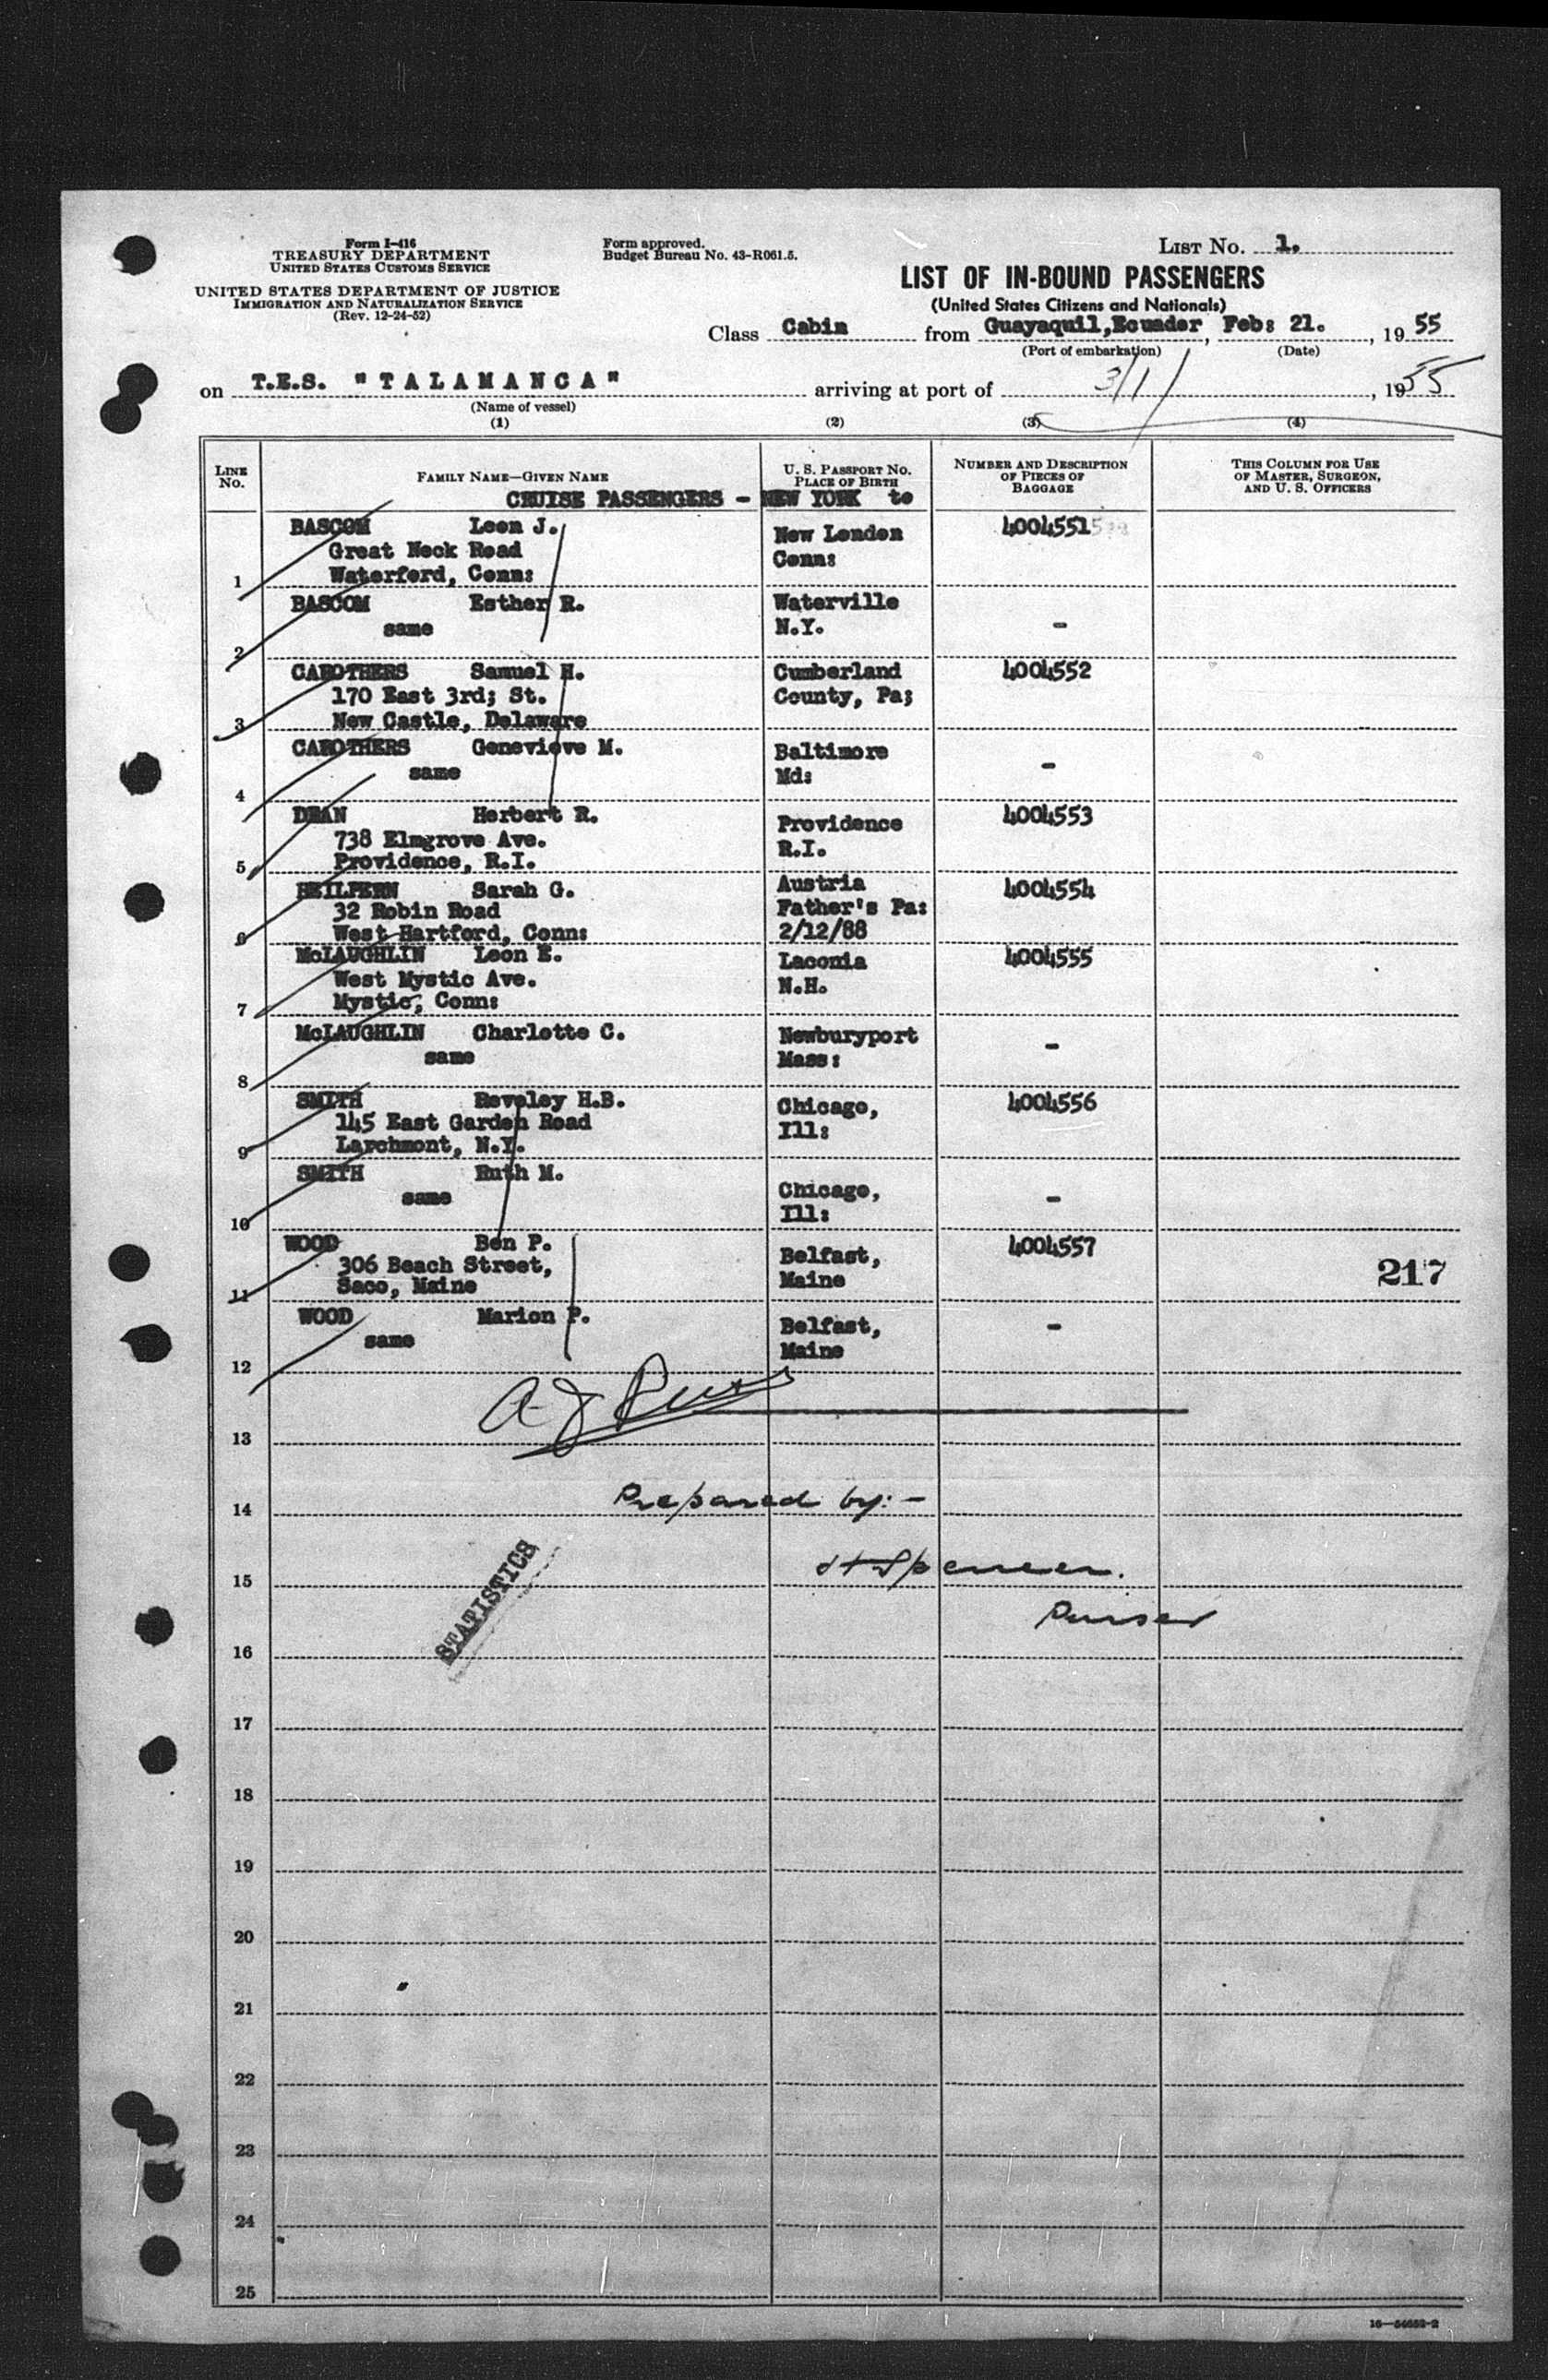 Form I-416
TREASURY DEPARTMENT
UNITED STATES CUSTOMS SERVICE
UNITED STATES DEPARTMENT OF JUSTICE
IMMIGRATION AND NATURALIZATION SERVICE
(Rev. 12-24-52)
Form approved.
Budget Bureau No. 43-R061.5.
LIST No. 1.
LIST OF IN-BOUND PASSENGERS
(United States Citizens and Nationals)
Class Cabin from Guayaquil,Ecuador, Feb: 21., 1955
(Port of embarkation) (Date)
on T.E.S. "TALAMANCA" arriving at port of 3/1/, 1955
(Name of vessel)
(1) (2) (3) (4)
LINE No. FAMILY NAME—GIVEN NAME U. S. PASSPORT No. PLACE OF BIRTH NUMBER AND DESCRIPTION OF PIECES OF BAGGAGE THIS COLUMN FOR USE OF MASTER, SURGEON, AND U. S. OFFICERS
CRUISE PASSENGERS - NEW YORK to
BASCOM Leon J. New London 4004551
Great Neck Road Conn:
1 Waterford, Conn:
BASCOM Esther R. Waterville
same N.Y. -
2
CAROTHERS Samuel H. Cumberland 4004552
170 East 3rd; St. County, Pa;
3 New Castle, Delaware
CAROTHERS Genevieve M. Baltimore
same Md: -
4
DEAN Herbert R. Providence 4004553
738 Elmgrove Ave. R.I.
5 Providence, R.I.
HEILPERN Sarah G. Austria 4004554
32 Robin Road Father's Pa:
6 West Hartford, Conn: 2/12/88
McLAUGHLIN Leon E. Laconia 4004555
West Mystic Ave. N.H.
7 Mystic, Conn:
McLAUGHLIN Charlotte C. Newburyport
same Mass: -
8
SMITH Reveley H.B. Chicago, 4004556
145 East Garden Road Ill:
9 Larchmont, N.Y.
SMITH Ruth M. Chicago,
same Ill: -
10
WOOD Ben P. Belfast, 4004557
306 Beach Street, Maine 217
11 Saco, Maine
WOOD Marion P. Belfast, -
same Maine
12
13
Prepared by:-
14
15 Spencer.
Purser
STATISTICS
16
17
18
19
20
21
22
23
24
25
16—54652-2